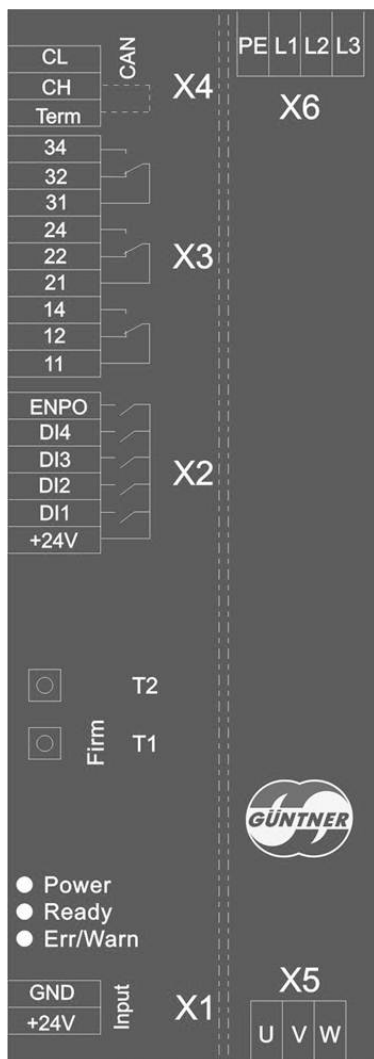 CL
CH
Term
CAN
X4
PE L1 L2 L3
X6
34
32
31
24
22
21
14
12
11
X3
ENPO
DI4
DI3
DI2
DI1
+24V
X2
T2
T1
Firm
GÜNTNER
Power
Ready
Err/Warn
GND
+24V
Input
X1
X5
U V W